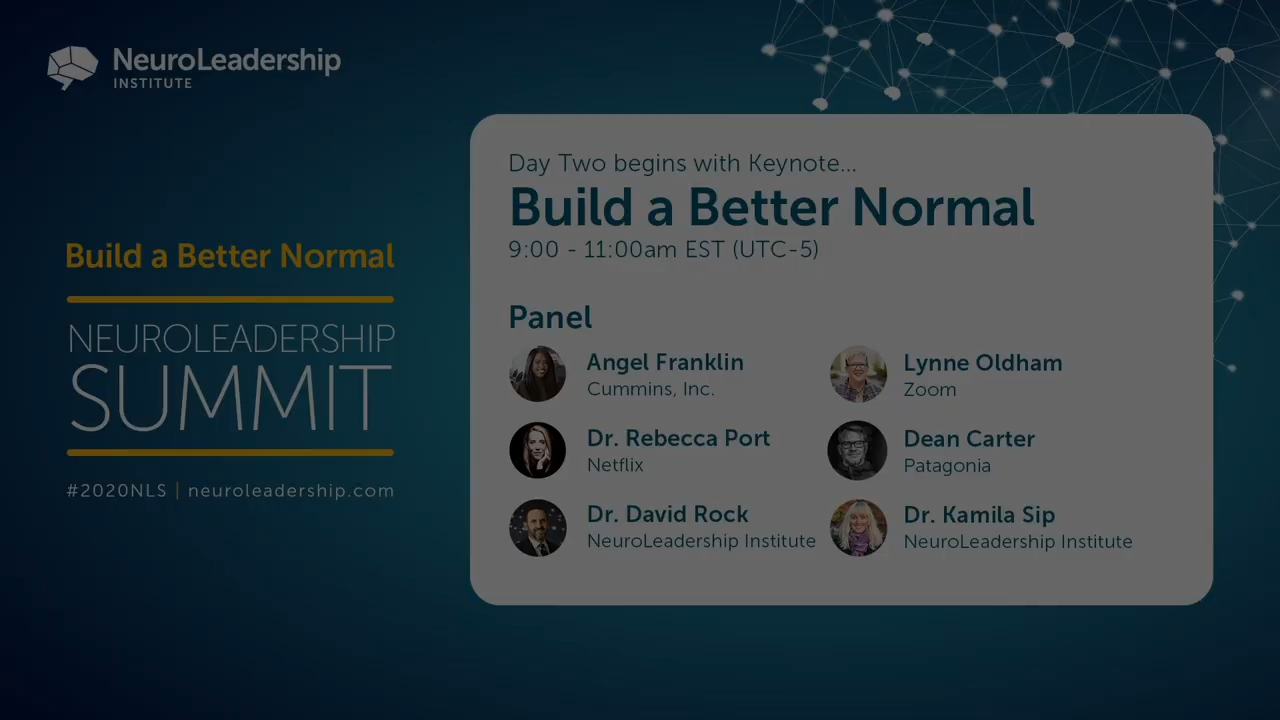 NeuroLeadership
INSTITUTE
Build a Better Normal
NEUROLEADERSHIP
SUMMIT
#2020NLS | neuroleadership.com
Day Two begins with Keynote...
Build a Better Normal
9:00 - 11:00am EST (UTC-5)
Panel
Angel Franklin
Cummins, Inc.
Lynne Oldham
Zoom
Dr. Rebecca Port
Netflix
Dean Carter
Patagonia
Dr. David Rock
NeuroLeadership Institute
Dr. Kamila Sip
NeuroLeadership Institute